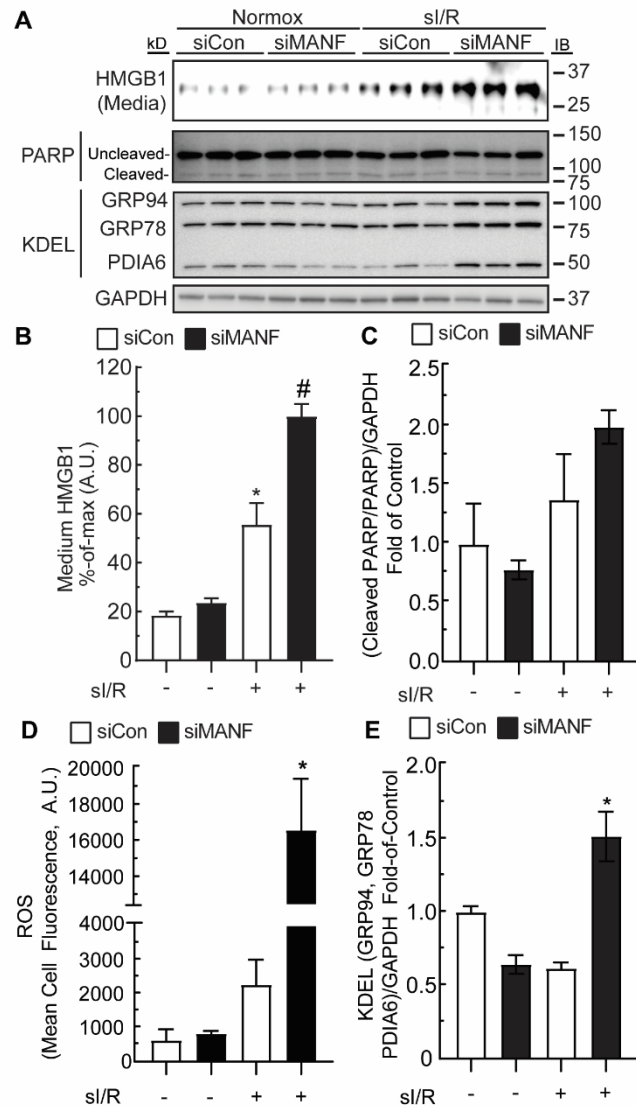 A
Normox sI/R
kD siCon siMANF siCon siMANF IB
HMGB1
(Media)
37
25
PARP
Uncleaved-
Cleaved-
150
100
75
KDEL
GRP94
GRP78
PDIA6
100
75
50
GAPDH
37
B
siCon siMANF
Medium HMGB1
%-of-max (A.U.)
120
100
80
60
40
20
0
*
#
sI/R - - + +
C
siCon siMANF
(Cleaved PARP/PARP)/GAPDH
Fold of Control
2.5
2.0
1.5
1.0
0.5
0.0
sI/R - - + +
D
siCon siMANF
ROS
(Mean Cell Fluorescence, A.U.)
20000
18000
16000
14000
4000
3000
2000
1000
0
*
sI/R - - + +
E
siCon siMANF
KDEL (GRP94, GRP78
PDIA6)/GAPDH Fold-of-Control
2.0
1.5
1.0
0.5
0
*
sI/R - - + +